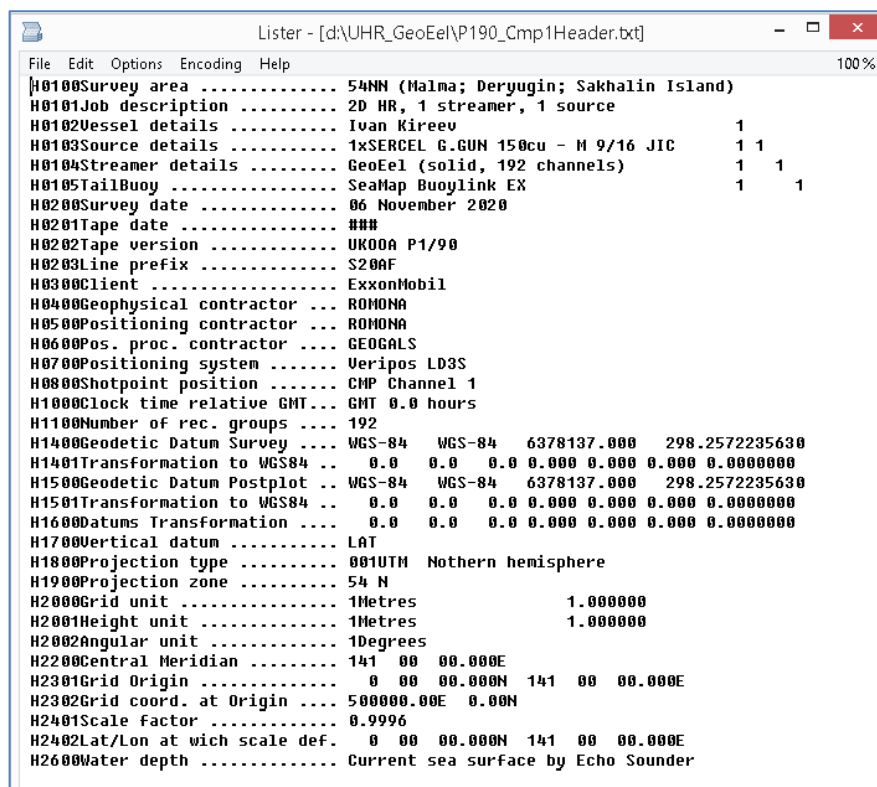 Lister - [d:\UHR_GeoEel\P190_Cmp1Header.txt]
File Edit Options Encoding Help 100 %
H0100Survey area .............. 54NN (Malma; Deryugin; Sakhalin Island)
H0101Job description .......... 2D HR, 1 streamer, 1 source
H0102Vessel details ........... Ivan Kireev 1
H0103Source details ........... 1xSERCEL G.GUN 150cu - M 9/16 JIC 1 1
H0104Streamer details ......... GeoEel (solid, 192 channels) 1 1
H0105TailBuoy ................. SeaMap Buoylink EX 1 1
H0200Survey date .............. 06 November 2020
H0201Tape date ................ ###
H0202Tape version ............. UKOOA P1/90
H0203Line prefix .............. S20AF
H0300Client ................... ExxonMobil
H0400Geophysical contractor ... ROMONA
H0500Positioning contractor ... ROMONA
H0600Pos. proc. contractor .... GEOGALS
H0700Positioning system ....... Veripos LD3S
H0800Shotpoint position ....... CMP Channel 1
H1000Clock time relative GMT... GMT 0.0 hours
H1100Number of rec. groups .... 192
H1400Geodetic Datum Survey .... WGS-84 WGS-84 6378137.000 298.2572235630
H1401Transformation to WGS84 .. 0.0 0.0 0.0 0.000 0.000 0.000 0.0000000
H1500Geodetic Datum Postplot .. WGS-84 WGS-84 6378137.000 298.2572235630
H1501Transformation to WGS84 .. 0.0 0.0 0.0 0.000 0.000 0.000 0.0000000
H1600Datums Transformation .... 0.0 0.0 0.0 0.000 0.000 0.000 0.0000000
H1700Vertical datum ........... LAT
H1800Projection type .......... 001UTM Nothern hemisphere
H1900Projection zone .......... 54 N
H2000Grid unit ................ 1Metres 1.000000
H2001Height unit .............. 1Metres 1.000000
H2002Angular unit ............. 1Degrees
H2200Central Meridian ......... 141 00 00.000E
H2301Grid Origin .............. 0 00 00.000N 141 00 00.000E
H2302Grid coord. at Origin .... 500000.00E 0.00N
H2401Scale factor ............. 0.9996
H2402Lat/Lon at wich scale def. 0 00 00.000N 141 00 00.000E
H2600Water depth .............. Current sea surface by Echo Sounder